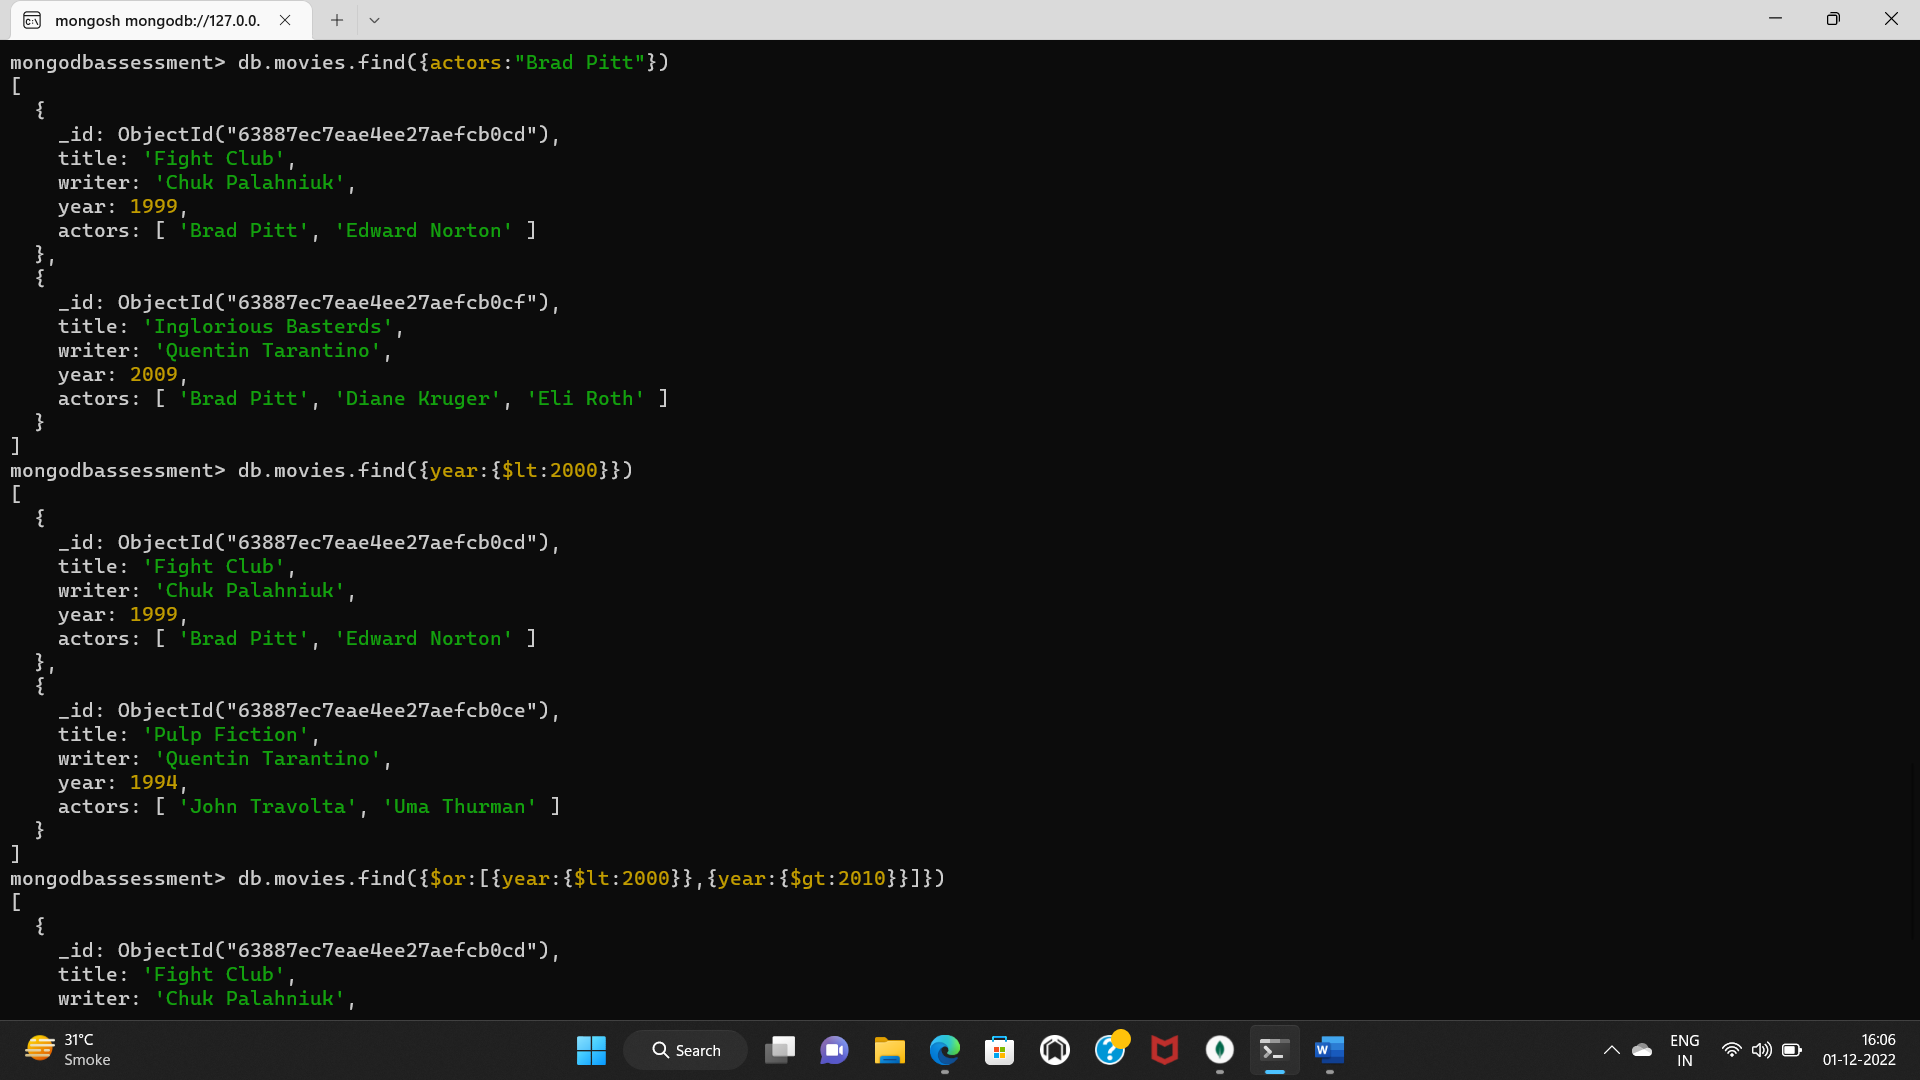 mongosh mongodb://127.0.0.
mongodbassessment> db.movies.find({actors:"Brad Pitt"})
[
  {
    _id: ObjectId("63887ec7eae4ee27aefcb0cd"),
    title: 'Fight Club',
    writer: 'Chuk Palahniuk',
    year: 1999,
    actors: [ 'Brad Pitt', 'Edward Norton' ]
  },
  {
    _id: ObjectId("63887ec7eae4ee27aefcb0cf"),
    title: 'Inglorious Basterds',
    writer: 'Quentin Tarantino',
    year: 2009,
    actors: [ 'Brad Pitt', 'Diane Kruger', 'Eli Roth' ]
  }
]
mongodbassessment> db.movies.find({year:{$lt:2000}})
[
  {
    _id: ObjectId("63887ec7eae4ee27aefcb0cd"),
    title: 'Fight Club',
    writer: 'Chuk Palahniuk',
    year: 1999,
    actors: [ 'Brad Pitt', 'Edward Norton' ]
  },
  {
    _id: ObjectId("63887ec7eae4ee27aefcb0ce"),
    title: 'Pulp Fiction',
    writer: 'Quentin Tarantino',
    year: 1994,
    actors: [ 'John Travolta', 'Uma Thurman' ]
  }
]
mongodbassessment> db.movies.find({$or:[{year:{$lt:2000}},{year:{$gt:2010}}]})
[
  {
    _id: ObjectId("63887ec7eae4ee27aefcb0cd"),
    title: 'Fight Club',
    writer: 'Chuk Palahniuk',
31°C
Smoke
Search
ENG
IN
16:06
01-12-2022